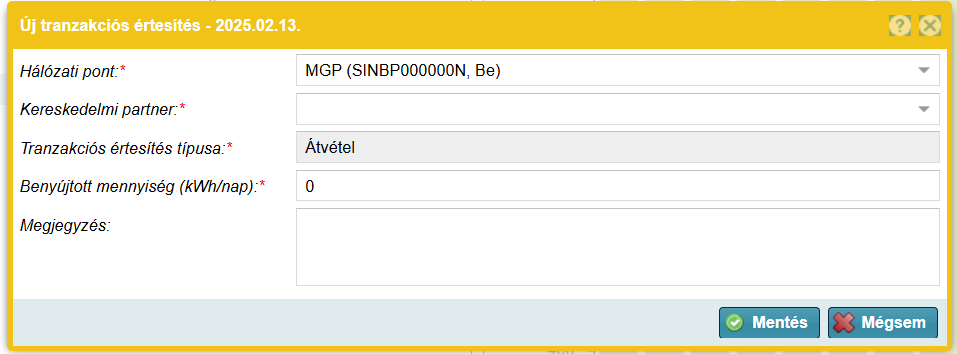 Új tranzakciós értesítés - 2025.02.13.
Hálózati pont:* MGP (SINBP000000N, Be)
Kereskedelmi partner:*
Tranzakciós értesítés típusa:* Átvétel
Benyújtott mennyiség (kWh/nap):* 0
Megjegyzés:
Mentés Mégsem